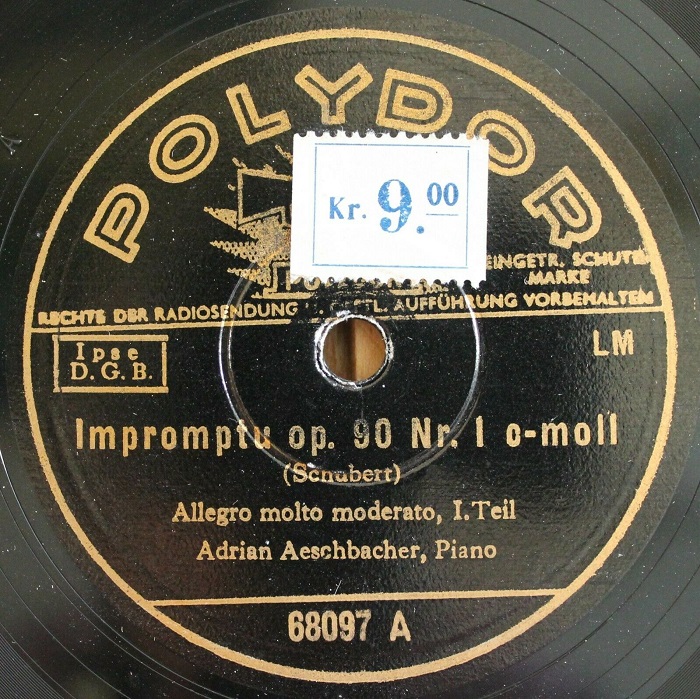 POLYDOR
Kr. 9.00
EINGETR. SCHUTZ
MARKE
RECHTE DER RADIOSENDUNG AUFFÜHRUNG VORBEHALTEN
Ipse
D.G.B.
LM
Impromptu op. 90 Nr. 1 c-moll
(Schubert)
Allegro molto moderato, I. Teil
Adrian Aeschbacher, Piano
68097 A